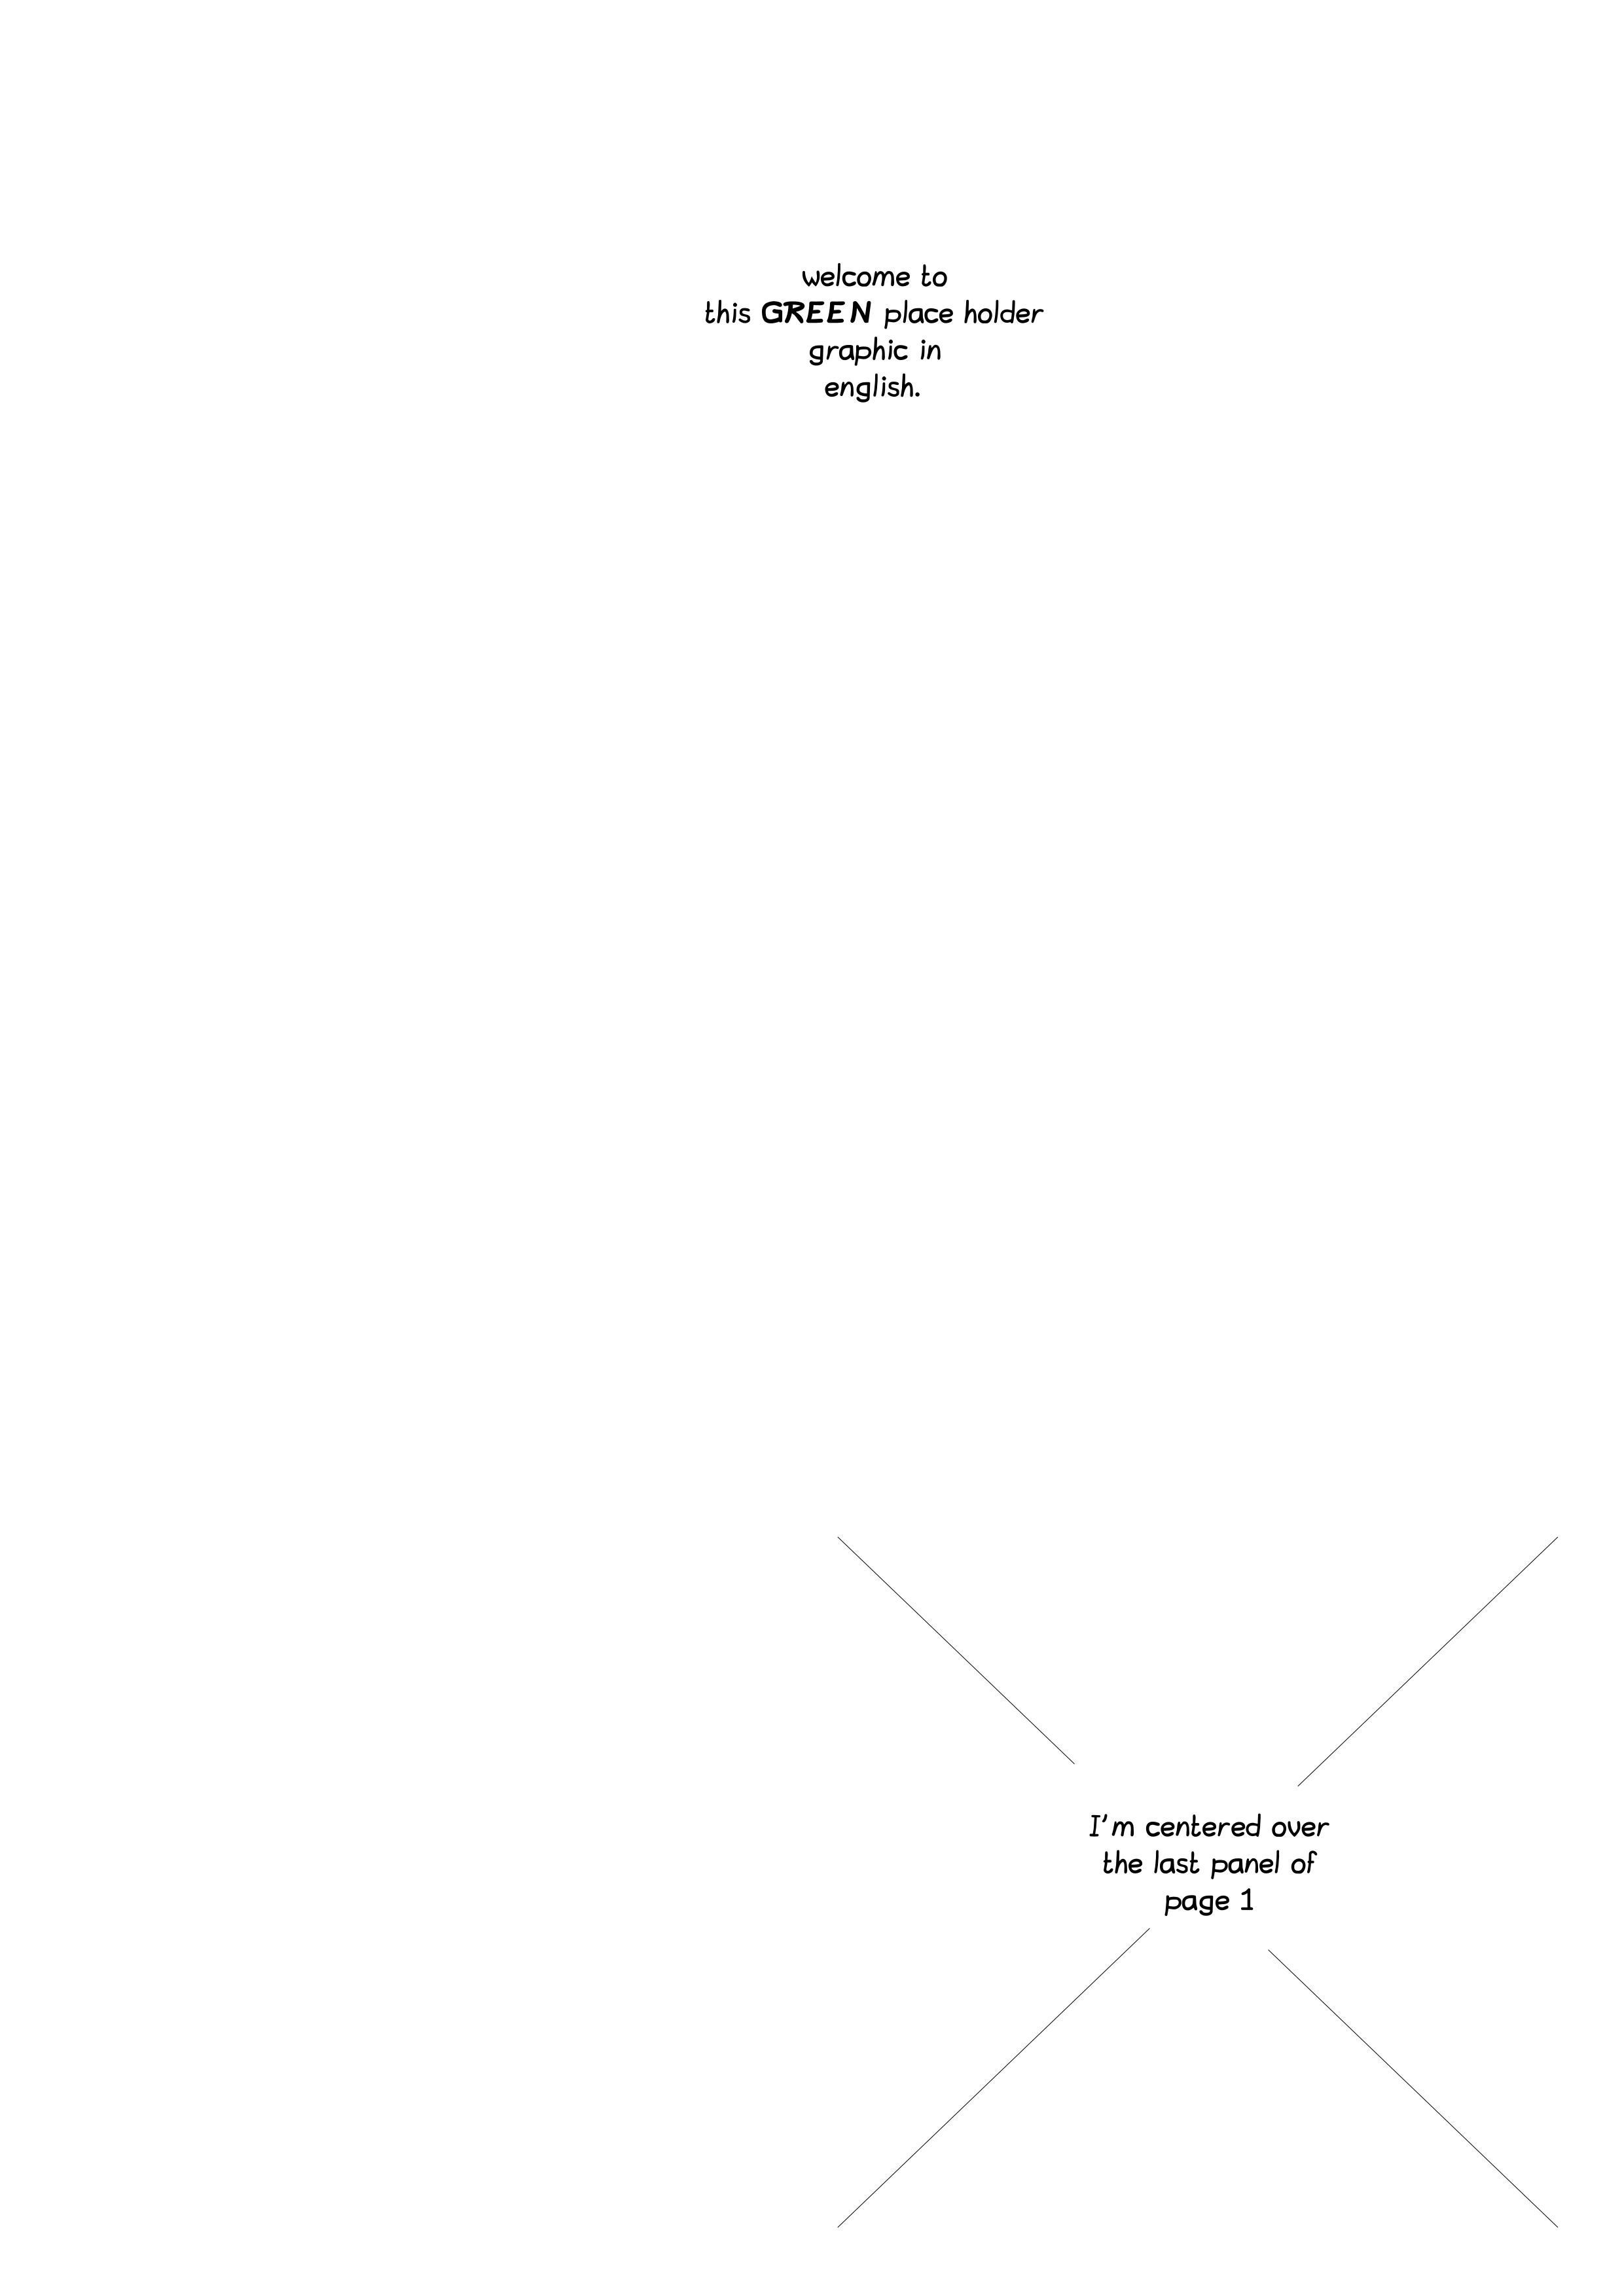 welcome to
this GREEN place holder
graphic in
english.
I'm centered over
the last panel of
page 1